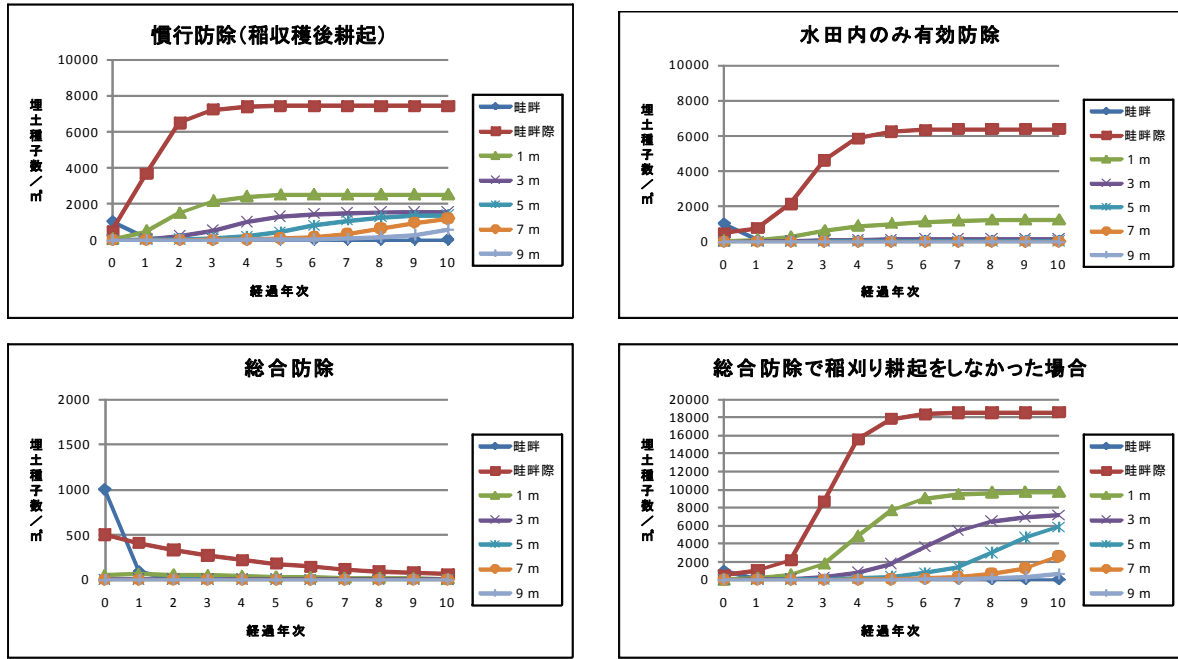 慣行防除(稲収穫後耕起)
埋土種子数/㎡
10000
8000
6000
4000
2000
0
0 1 2 3 4 5 6 7 8 9 10
経過年次
畦畔
畦畔際
1 m
3 m
5 m
7 m
9 m
水田内のみ有効防除
埋土種子数/㎡
10000
8000
6000
4000
2000
0
0 1 2 3 4 5 6 7 8 9 10
経過年次
畦畔
畦畔際
1 m
3 m
5 m
7 m
9 m
総合防除
埋土種子数/㎡
2000
1500
1000
500
0
0 1 2 3 4 5 6 7 8 9 10
経過年次
畦畔
畦畔際
1 m
3 m
5 m
7 m
9 m
総合防除で稲刈り耕起をしなかった場合
埋土種子数/㎡
20000
18000
16000
14000
12000
10000
8000
6000
4000
2000
0
0 1 2 3 4 5 6 7 8 9 10
経過年次
畦畔
畦畔際
1 m
3 m
5 m
7 m
9 m